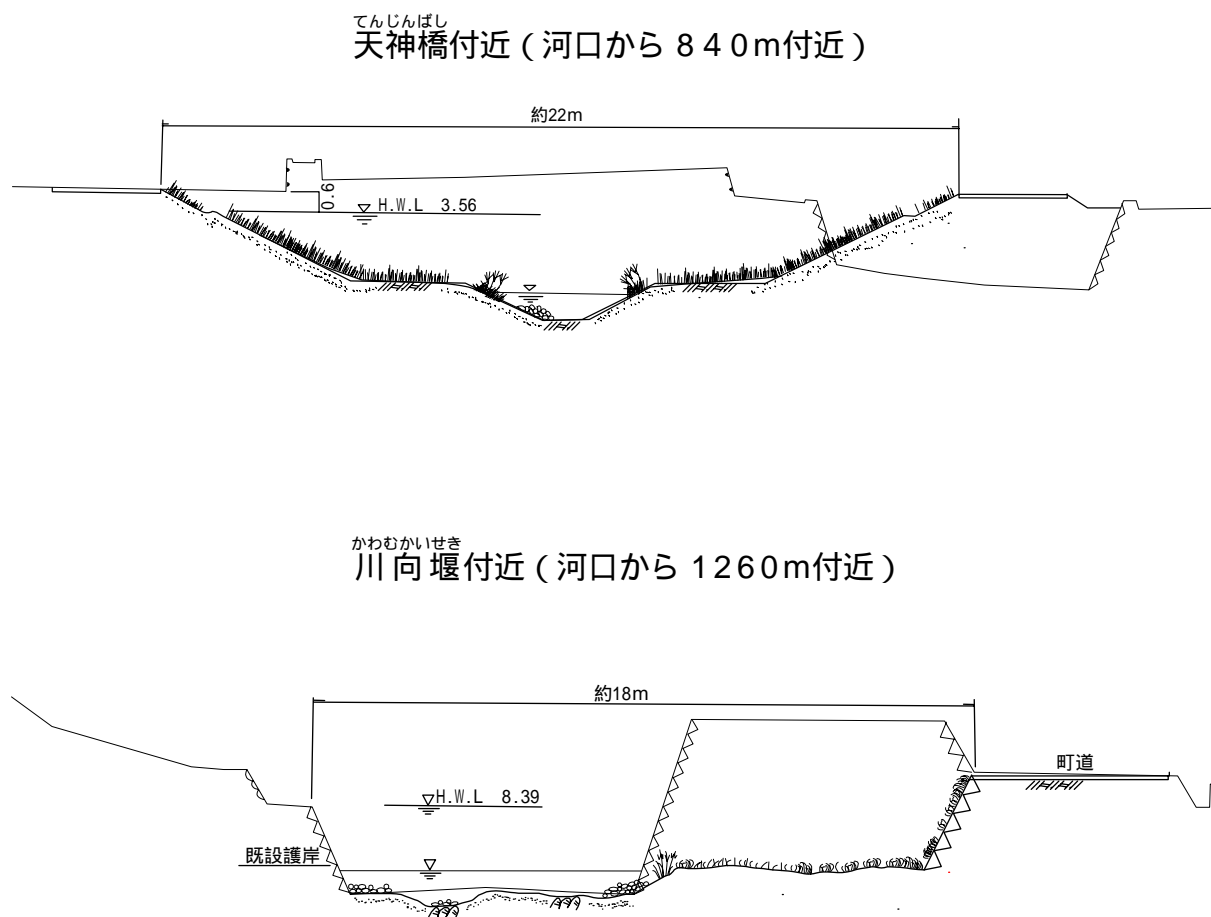 てんじんばし
天神橋付近（河口から８４０m付近）
約22m
0.6
H.W.L 3.56
かわむかいせき
川向堰付近（河口から1260m付近）
約18m
町道
H.W.L 8.39
既設護岸